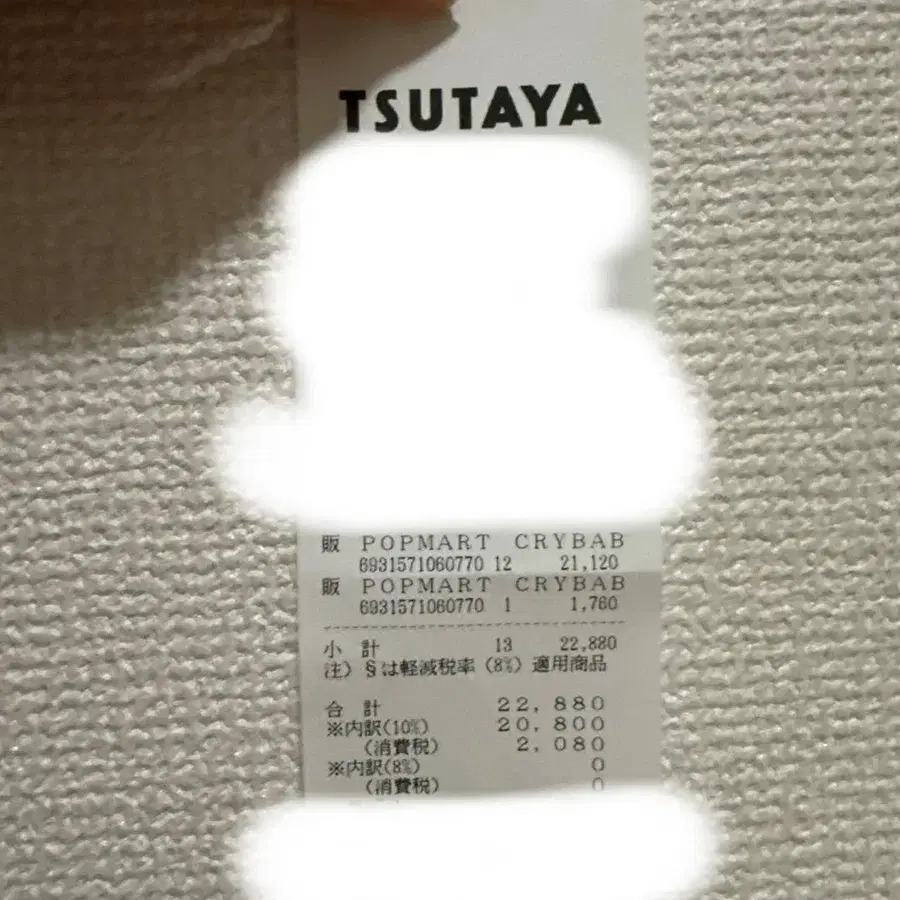 TSUTAYA
販 POPMART CRYBAB
6931571060770 12 21,120
販 POPMART CRYBAB
6931571060770 1 1,760
小 計 13 22,880
注) §は軽減税率(8%)適用商品
合 計 22,880
※内訳(10%) 20,800
(消費税) 2,080
※内訳(8%) 0
(消費税) 0